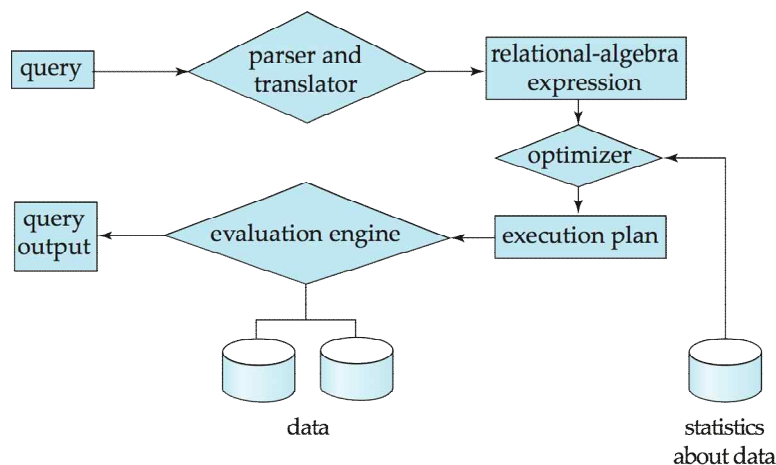 query
parser and
translator
relational-algebra
expression
optimizer
query
output
evaluation engine
execution plan
data
statistics
about data